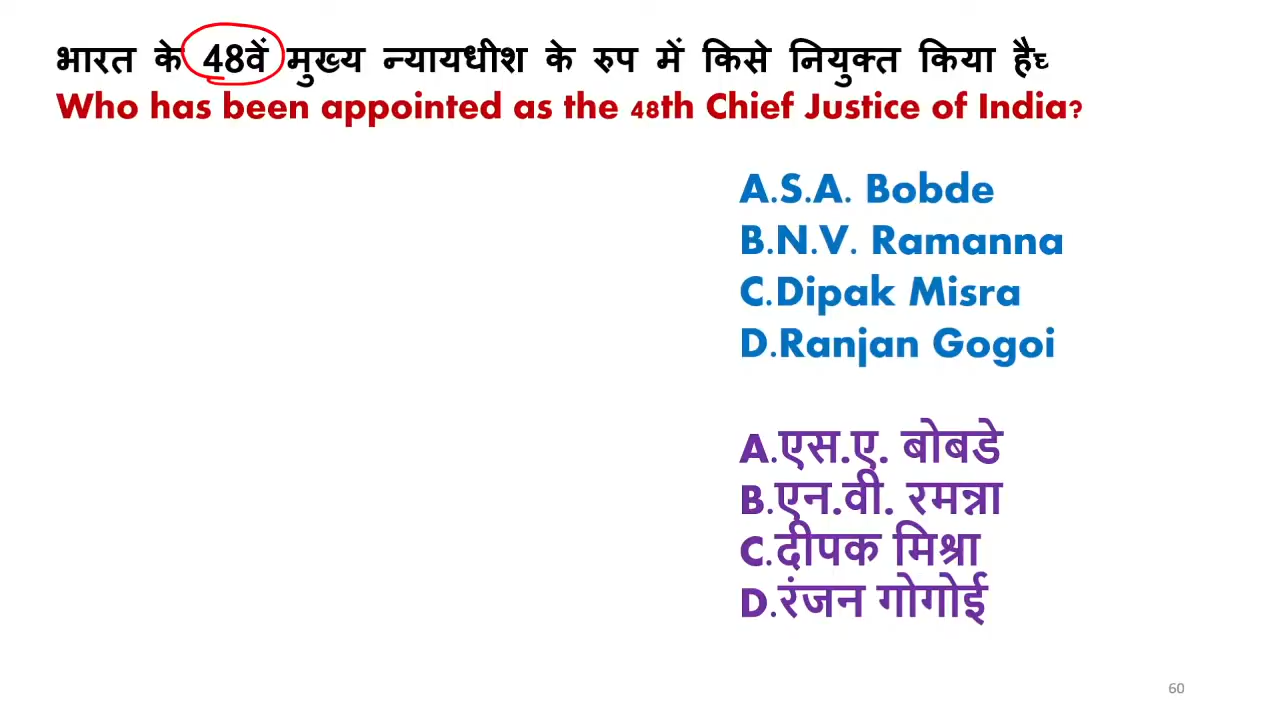 भारत के 48वें मुख्य न्यायधीश के रुप में किसे नियुक्त किया हैच्
Who has been appointed as the 48th Chief Justice of India?
A.S.A. Bobde
B.N.V. Ramanna
C.Dipak Misra
D.Ranjan Gogoi
A.एस.ए. बोबडे
B.एन.वी. रमन्ना
C.दीपक मिश्रा
D.रंजन गोगोई
60